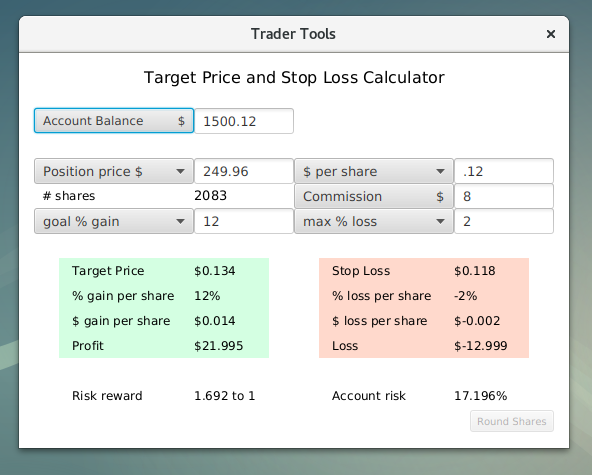 Trader Tools
Target Price and Stop Loss Calculator
Account Balance $ 1500.12
Position price $ 249.96 $ per share .12
# shares 2083 Commission $ 8
goal % gain 12 max % loss 2
Target Price $0.134 Stop Loss $0.118
% gain per share 12% % loss per share -2%
$ gain per share $0.014 $ loss per share $-0.002
Profit $21.995 Loss $-12.999
Risk reward 1.692 to 1 Account risk 17.196%
Round Shares